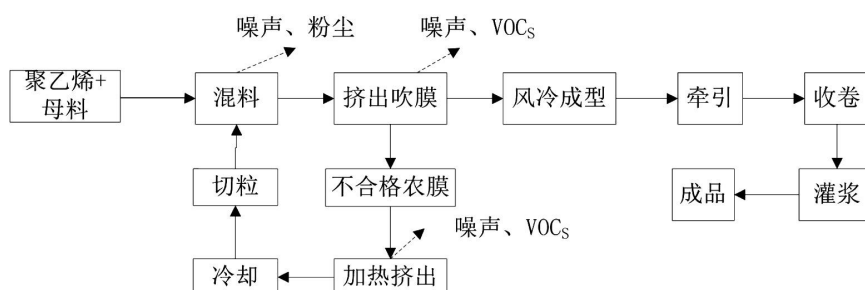 噪声、粉尘
噪声、VOCS
聚乙烯+
母料
混料
挤出吹膜
风冷成型
牵引
收卷
切粒
不合格农膜
成品
灌浆
噪声、VOCS
冷却
加热挤出